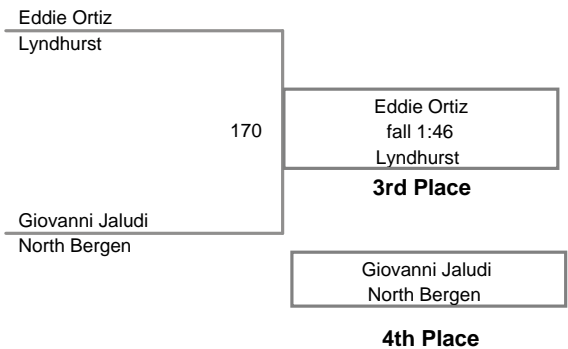 Eddie Ortiz
Lyndhurst
170
Eddie Ortiz
fall 1:46
Lyndhurst
3rd Place
Giovanni Jaludi
North Bergen
Giovanni Jaludi
North Bergen
4th Place